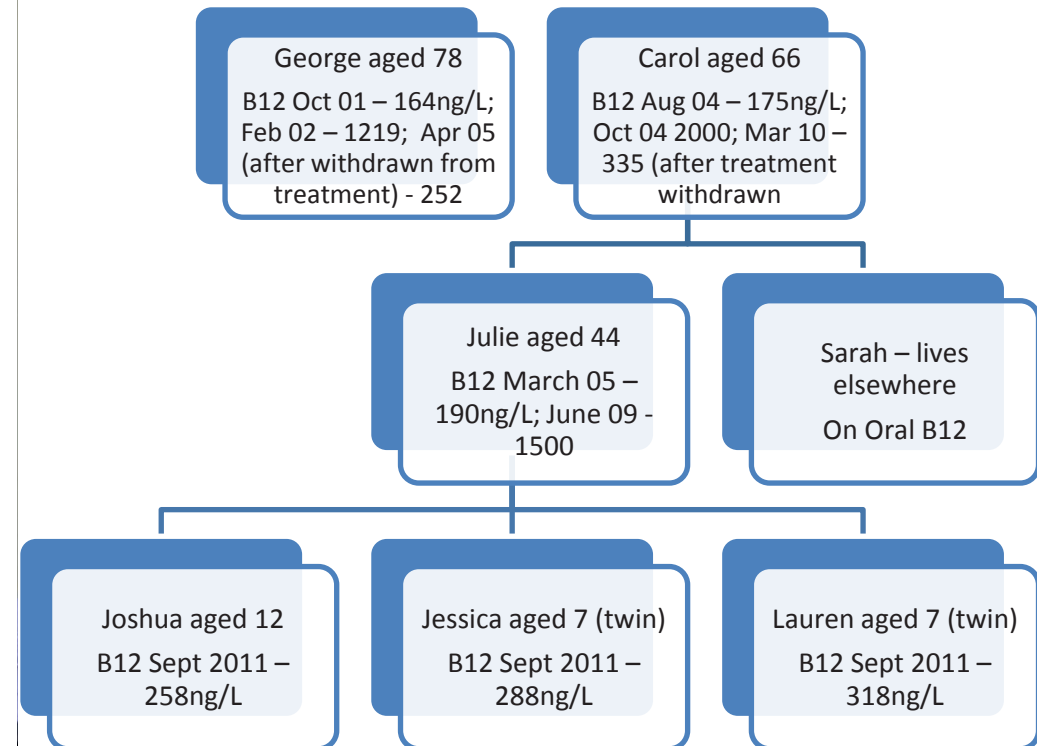 George aged 78
B12 Oct 01 – 164ng/L;
Feb 02 – 1219;  Apr 05
(after withdrawn from
treatment) - 252
Carol aged 66
B12 Aug 04 – 175ng/L;
Oct 04 2000; Mar 10 –
335 (after treatment
withdrawn
Julie aged 44
B12 March 05 –
190ng/L; June 09 -
1500
Sarah – lives
elsewhere
On Oral B12
Joshua aged 12
B12 Sept 2011 –
258ng/L
Jessica aged 7 (twin)
B12 Sept 2011 –
288ng/L
Lauren aged 7 (twin)
B12 Sept 2011 –
318ng/L